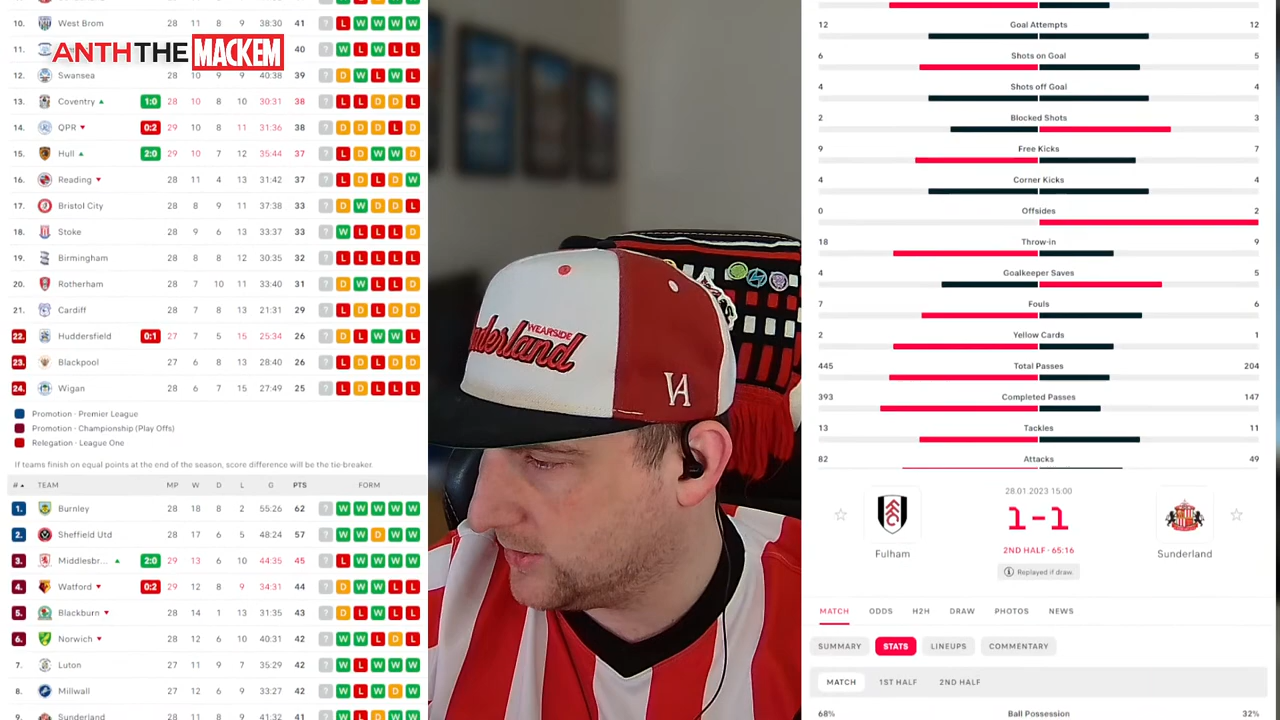 10. West Brom 28 11 8 9 38:30 41 ? L W W W W
ANTHTHE MACKEM
11. 40 ? W L W L L
12. Swansea 28 10 9 9 40:38 39 ? D W L W L
13. Coventry 1:0 28 10 8 10 30:31 38 ? L L D D L
14. OPR 0:2 29 10 8 11 31:36 38 ? D D D L D
15. Hull 2:0 29 10 7 12 35:44 37 ? L D W W D
16. Reading 28 11 4 13 31:42 37 ? L D L D W
17. Bristol City 28 8 9 11 37:38 33 ? D W D D L
18. Stoke 28 9 6 13 33:37 33 ? W L L L D
19. Birmingham 28 8 8 12 30:35 32 ? L L L L L
20. Rotherham 28 7 10 11 33:40 31 ? D W L L D
21. Cardiff 28 7 8 13 21:31 29 ? L D L D D
22. Huddersfield 0:1 27 7 5 15 25:34 26 ? D L W W L
23. Blackpool 27 6 8 13 28:40 26 ? L D L D D
24. Wigan 28 6 7 15 27:49 25 ? L D L L L
Promotion - Premier League
Promotion - Championship (Play Offs)
Relegation - League One
If teams finish on equal points at the end of the season, score difference will be the tie-breaker.
# TEAM MP W D L G PTS FORM
1. Burnley 28 18 8 2 55:26 62 ? W W W W W
2. Sheffield Utd 28 17 6 5 48:24 57 ? W W D W W
3. Middlesbr... 2:0 29 13 6 10 44:35 45 ? L W W W W
4. Watford 0:2 29 12 8 9 34:31 44 ? D W W L L
5. Blackburn 28 14 1 13 31:35 43 ? D L W L L
6. Norwich 28 12 6 10 40:31 42 ? W W L D L
7. Luton 27 11 9 7 35:29 42 ? W L W W W
8. Millwall 27 12 6 9 33:27 42 ? W L W D W
9. Sunderland 28 11 8 9 41:32 41 ? W L D W W
WEARSIDE
nderland
VA
12 Goal Attempts 12
6 Shots on Goal 5
4 Shots off Goal 4
2 Blocked Shots 3
9 Free Kicks 7
4 Corner Kicks 4
0 Offsides 2
18 Throw-in 9
4 Goalkeeper Saves 5
7 Fouls 6
2 Yellow Cards 1
445 Total Passes 204
393 Completed Passes 147
13 Tackles 11
82 Attacks 49
28.01.2023 15:00
1-1
Fulham
Sunderland
2ND HALF - 65:16
Replayed if draw.
MATCH ODDS H2H DRAW PHOTOS NEWS
SUMMARY STATS LINEUPS COMMENTARY
MATCH 1ST HALF 2ND HALF
68% Ball Possession 32%